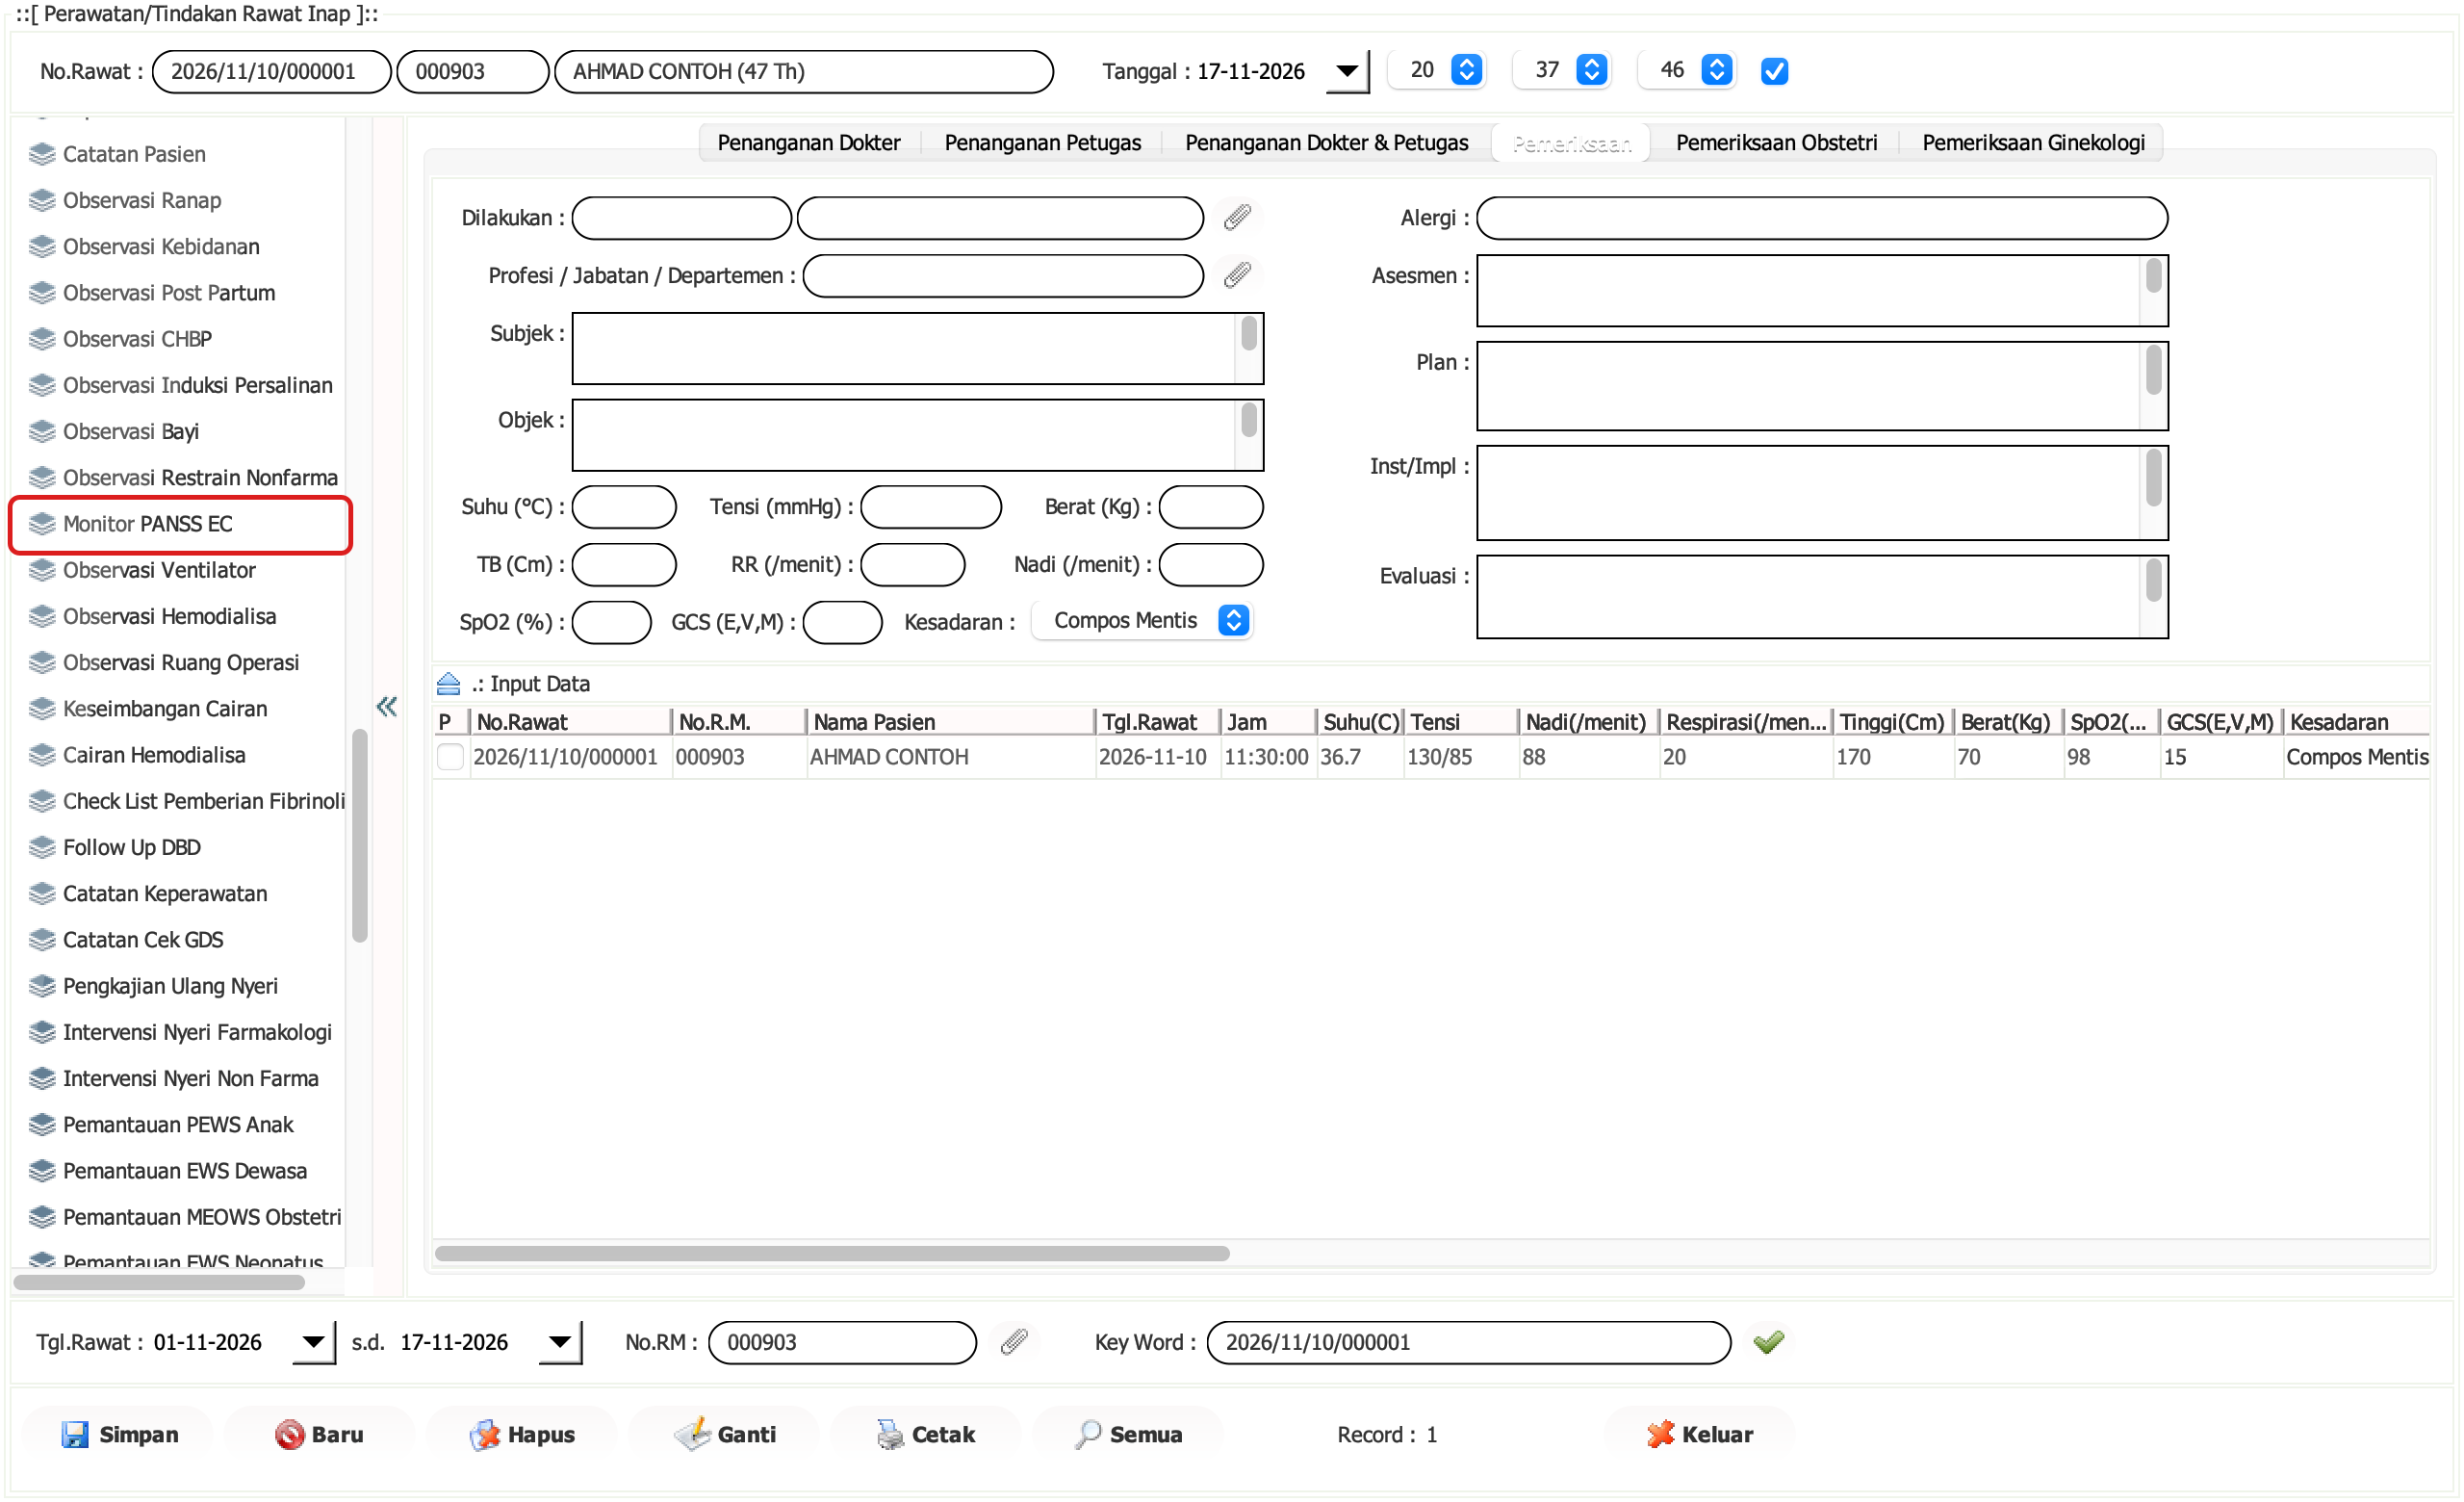 ::[ Perawatan/Tindakan Rawat Inap ]::
No.Rawat : 2026/11/10/000001 000903 AHMAD CONTOH (47 Th) Tanggal : 17-11-2026 20 37 46
Catatan Pasien
Observasi Ranap
Observasi Kebidanan
Observasi Post Partum
Observasi CHBP
Observasi Induksi Persalinan
Observasi Bayi
Observasi Restrain Nonfarma
Monitor PANSS EC
Observasi Ventilator
Observasi Hemodialisa
Observasi Ruang Operasi
Keseimbangan Cairan
Cairan Hemodialisa
Check List Pemberian Fibrinoli
Follow Up DBD
Catatan Keperawatan
Catatan Cek GDS
Pengkajian Ulang Nyeri
Intervensi Nyeri Farmakologi
Intervensi Nyeri Non Farma
Pemantauan PEWS Anak
Pemantauan EWS Dewasa
Pemantauan MEOWS Obstetri
Pemantauan EWS Neonatus
Penanganan Dokter Penanganan Petugas Penanganan Dokter & Petugas Pemeriksaan Pemeriksaan Obstetri Pemeriksaan Ginekologi
Dilakukan :
Profesi / Jabatan / Departemen :
Subjek :
Objek :
Suhu (°C) : Tensi (mmHg) : Berat (Kg) :
TB (Cm) : RR (/menit) : Nadi (/menit) :
SpO2 (%) : GCS (E,V,M) : Kesadaran : Compos Mentis
Alergi :
Asesmen :
Plan :
Inst/Impl :
Evaluasi :
.: Input Data
P No.Rawat No.R.M. Nama Pasien Tgl.Rawat Jam Suhu(C) Tensi Nadi(/menit) Respirasi(/men... Tinggi(Cm) Berat(Kg) SpO2(... GCS(E,V,M) Kesadaran
2026/11/10/000001 000903 AHMAD CONTOH 2026-11-10 11:30:00 36.7 130/85 88 20 170 70 98 15 Compos Mentis
Tgl.Rawat : 01-11-2026 s.d. 17-11-2026 No.RM : 000903 Key Word : 2026/11/10/000001
Simpan Baru Hapus Ganti Cetak Semua Record : 1 Keluar